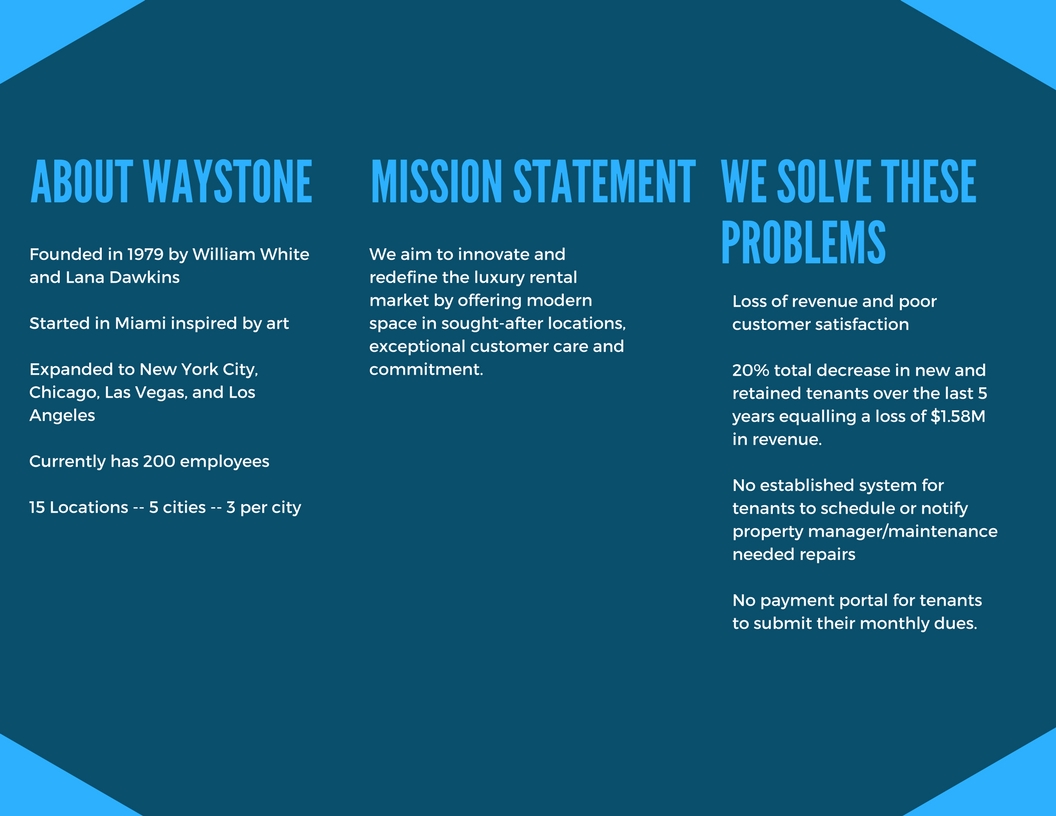 ABOUT WAYSTONE
Founded in 1979 by William White
and Lana Dawkins
Started in Miami inspired by art
Expanded to New York City,
Chicago, Las Vegas, and Los
Angeles
Currently has 200 employees
15 Locations -- 5 cities -- 3 per city
MISSION STATEMENT
We aim to innovate and
redefine the luxury rental
market by offering modern
space in sought-after locations,
exceptional customer care and
commitment.
WE SOLVE THESE
PROBLEMS
Loss of revenue and poor
customer satisfaction
20% total decrease in new and
retained tenants over the last 5
years equalling a loss of $1.58M
in revenue.
No established system for
tenants to schedule or notify
property manager/maintenance
needed repairs
No payment portal for tenants
to submit their monthly dues.